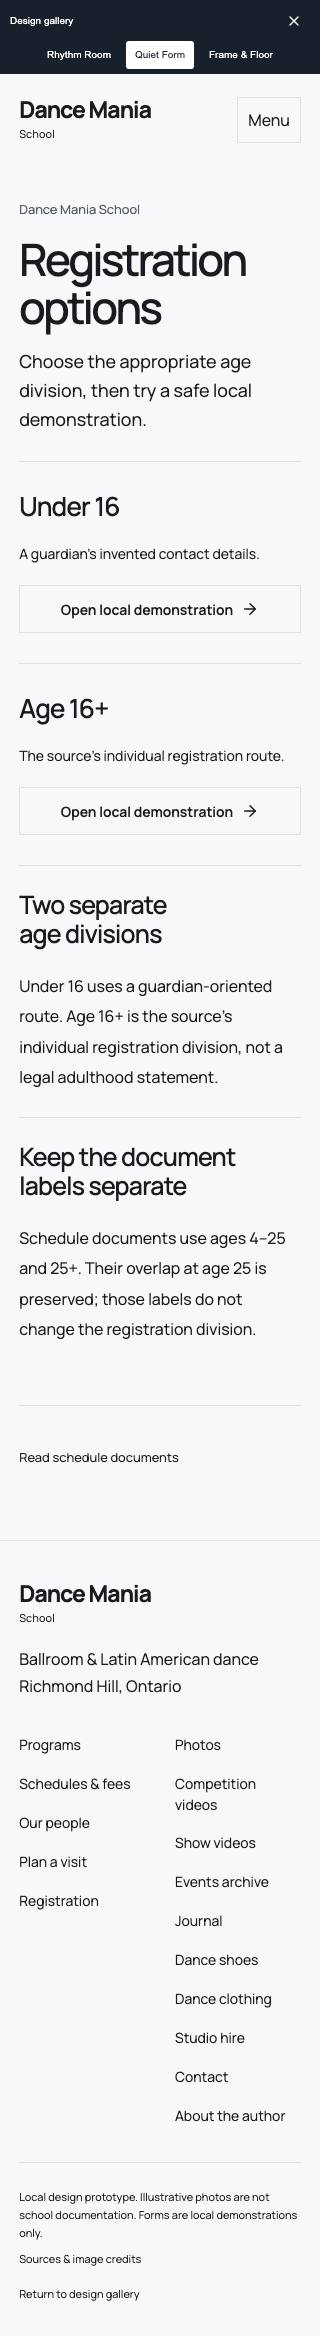 Design gallery
Rhythm Room Quiet Form Frame & Floor
Dance Mania
School
Menu
Dance Mania School
Registration
options
Choose the appropriate age
division, then try a safe local
demonstration.
Under 16
A guardian's invented contact details.
Open local demonstration →
Age 16+
The source's individual registration route.
Open local demonstration →
Two separate
age divisions
Under 16 uses a guardian-oriented
route. Age 16+ is the source's
individual registration division, not a
legal adulthood statement.
Keep the document
labels separate
Schedule documents use ages 4–25
and 25+. Their overlap at age 25 is
preserved; those labels do not
change the registration division.
Read schedule documents
Dance Mania
School
Ballroom & Latin American dance
Richmond Hill, Ontario
Programs
Schedules & fees
Our people
Plan a visit
Registration
Photos
Competition
videos
Show videos
Events archive
Journal
Dance shoes
Dance clothing
Studio hire
Contact
About the author
Local design prototype. Illustrative photos are not
school documentation. Forms are local demonstrations
only.
Sources & image credits
Return to design gallery